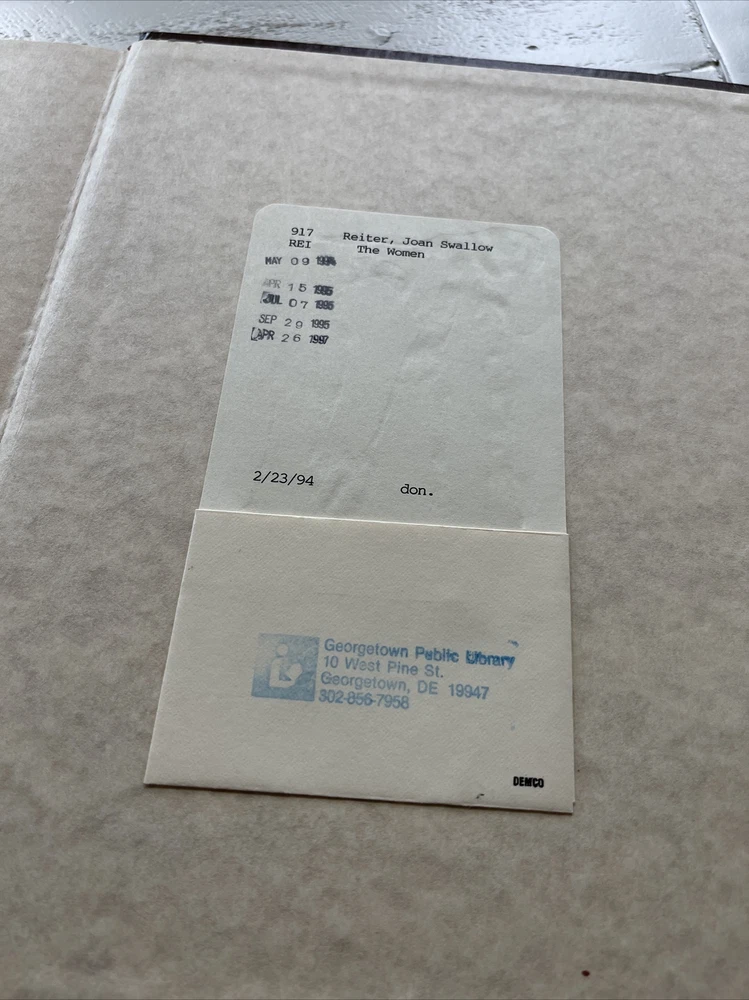 917 Reiter, Joan Swallow
REI The Women
MAY 09 1994
APR 15 1995
JUL 07 1995
SEP 29 1995
APR 26 1997
2/23/94 don.
Georgetown Public Library
10 West Pine St.
Georgetown, DE 19947
302-856-7958
DEMCO